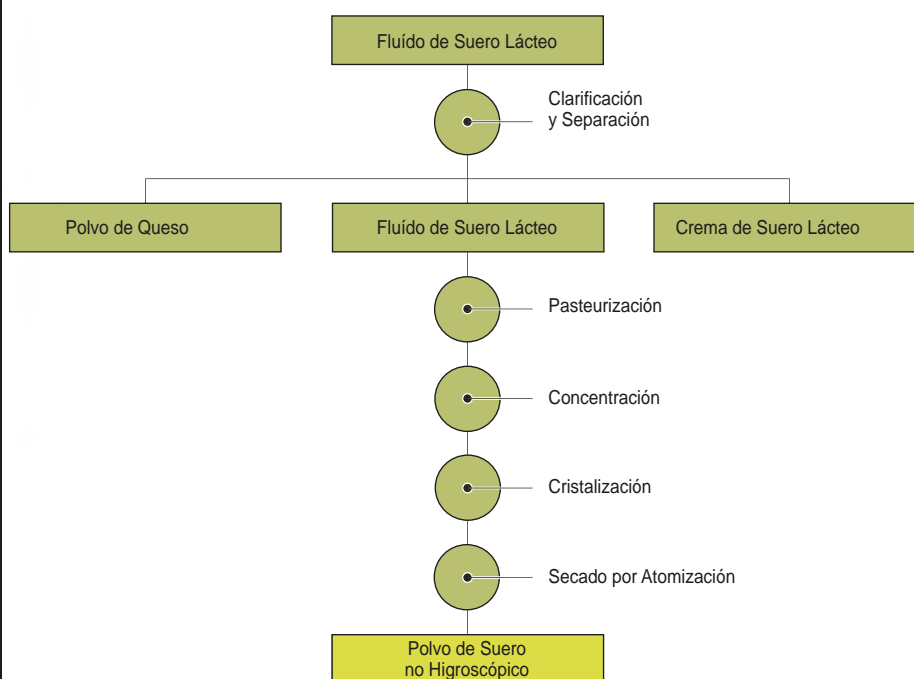 Fluído de Suero Lácteo
Clarificación
y Separación
Polvo de Queso
Fluído de Suero Lácteo
Crema de Suero Lácteo
Pasteurización
Concentración
Cristalización
Secado por Atomización
Polvo de Suero
no Higroscópico